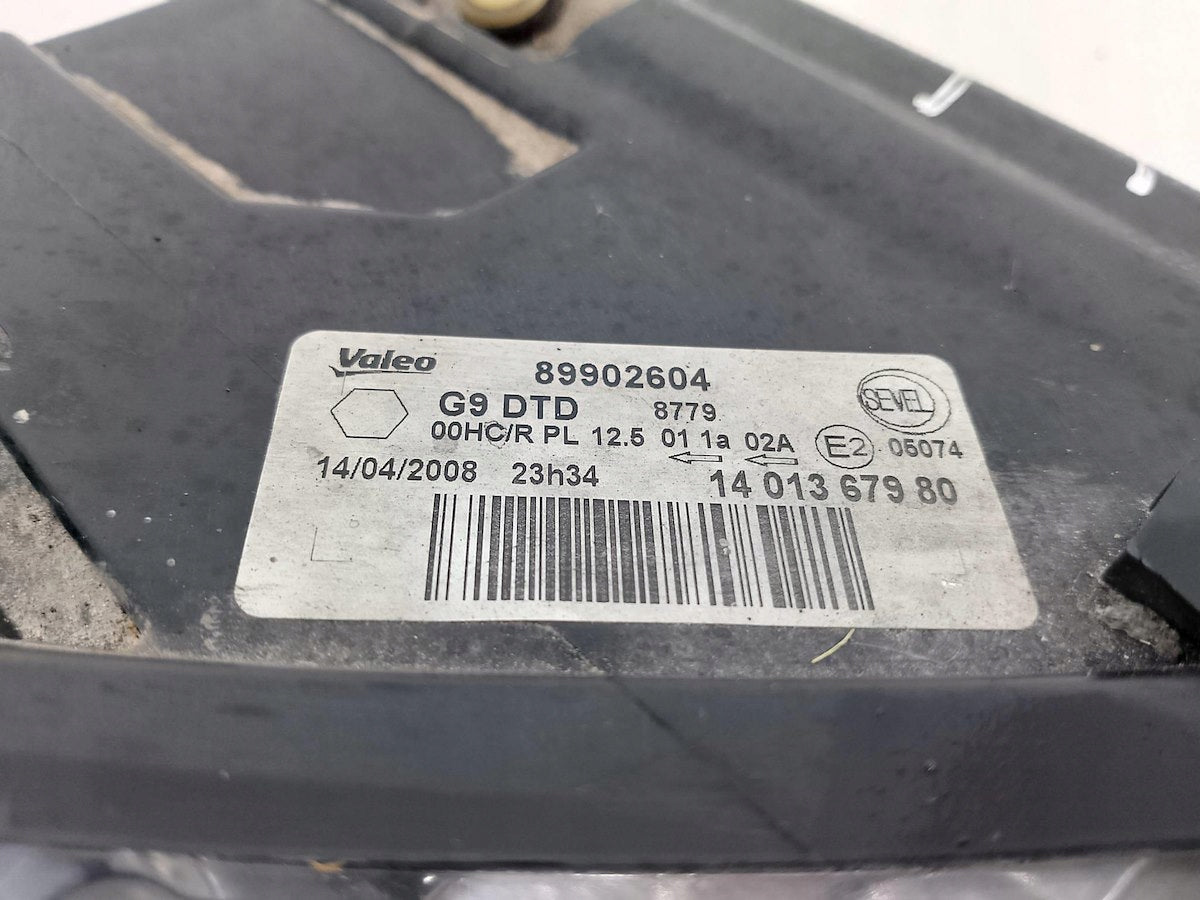 Valeo 89902604
G9 DTD 8779 SEVEL
00HC/R PL 12.5 01 1a 02A E2 05074
14/04/2008 23h34 14 013 679 80